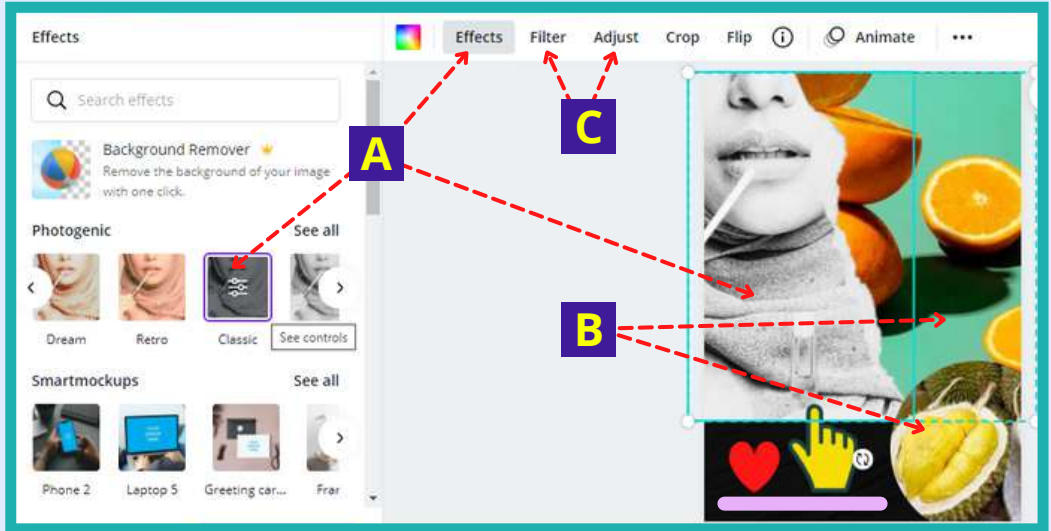 Effects
Effects Filter Adjust Crop Flip Animate
Search effects
Background Remover
Remove the background of your image
with one click.
A
C
Photogenic See all
Dream Retro Classic See controls
B
Smartmockups See all
Phone 2 Laptop 5 Greeting car... Frar